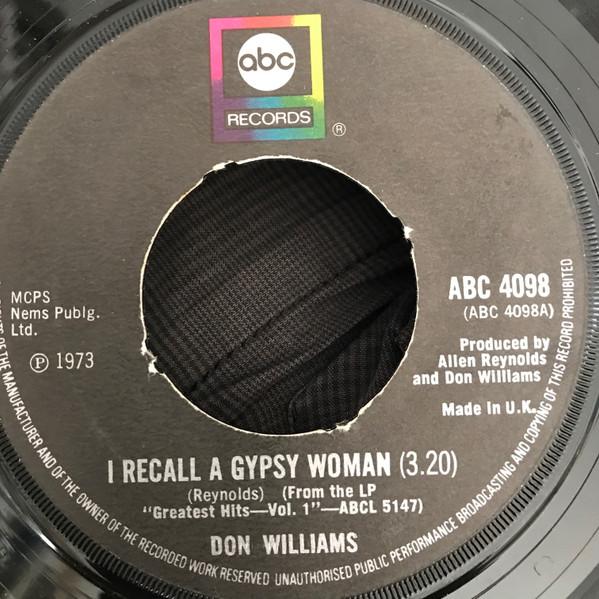 abc
RECORDS
®
MCPS
Nems Publg.
Ltd.
Ⓟ 1973
ABC 4098
(ABC 4098A)
Produced by
Allen Reynolds
and Don Williams
Made In U.K.
I RECALL A GYPSY WOMAN (3.20)
(Reynolds) (From the LP
"Greatest Hits—Vol. 1"—ABCL 5147)
DON WILLIAMS
OF THE MANUFACTURER AND OF THE OWNER OF THE RECORDED WORK RESERVED UNAUTHORISED PUBLIC PERFORMANCE BROADCASTING AND COPYING OF THIS RECORD PROHIBITED